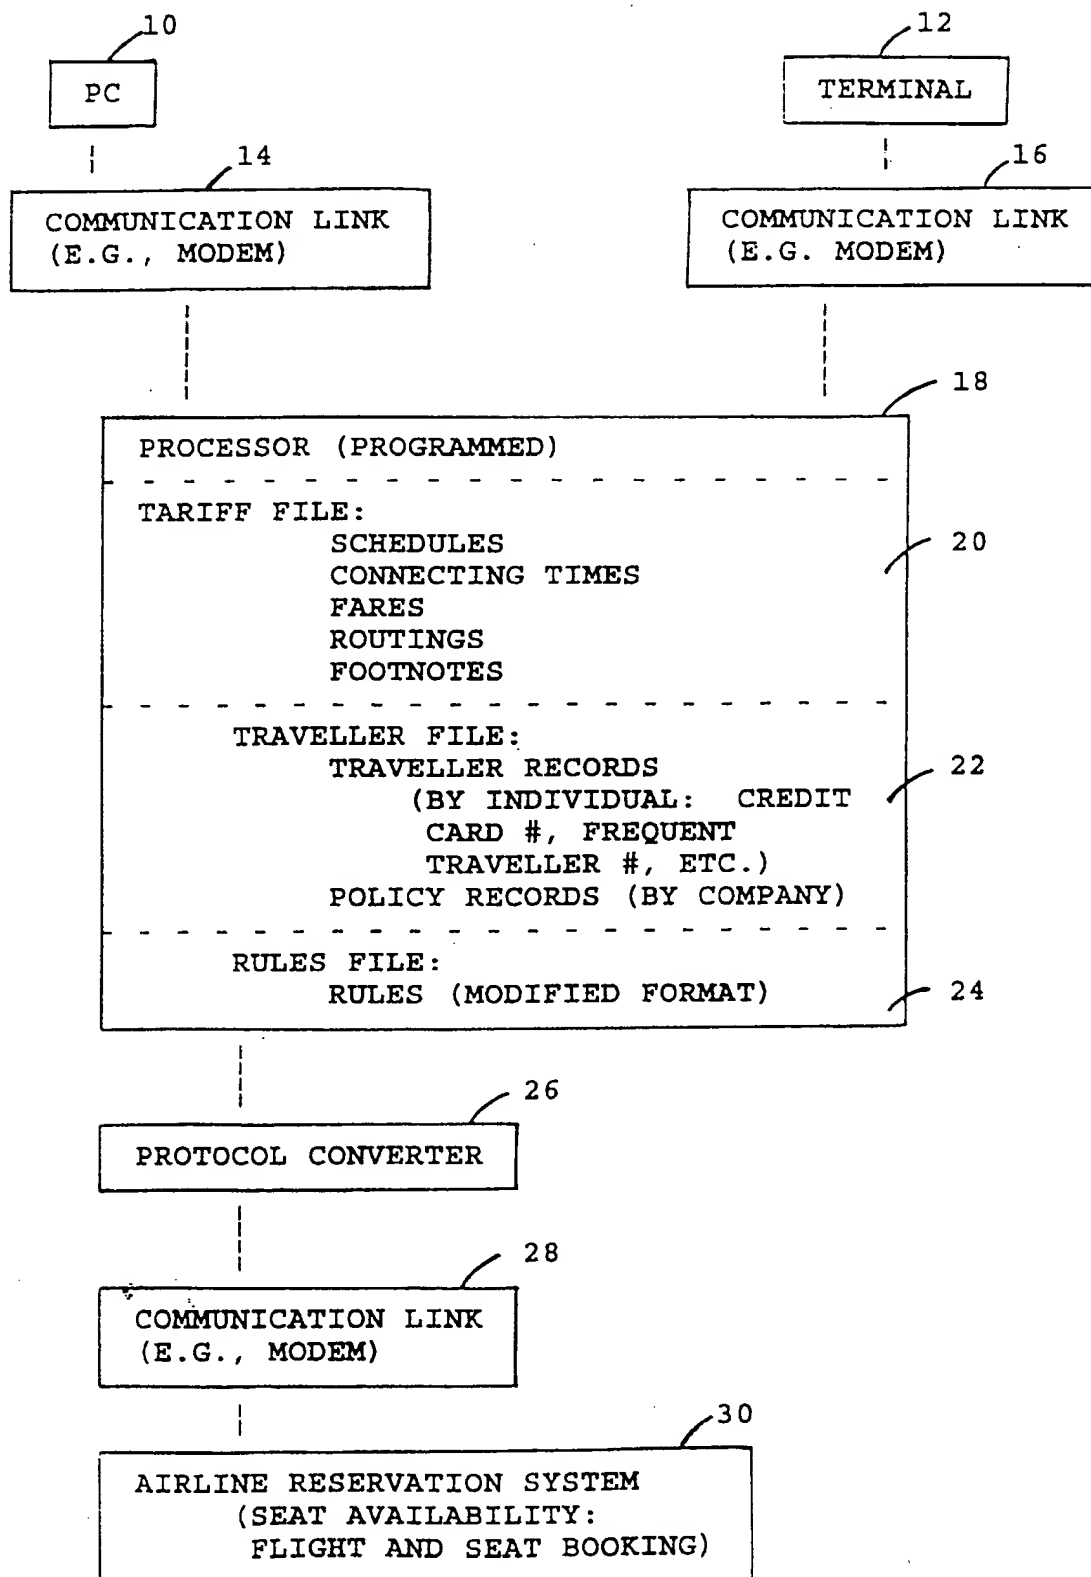 10
12
PC
TERMINAL
14
16
COMMUNICATION LINK
(E.G., MODEM)
COMMUNICATION LINK
(E.G. MODEM)
18
PROCESSOR (PROGRAMMED)
TARIFF FILE:
SCHEDULES
20
CONNECTING TIMES
FARES
ROUTINGS
FOOTNOTES
TRAVELLER FILE:
TRAVELLER RECORDS
22
(BY INDIVIDUAL: CREDIT
CARD #, FREQUENT
TRAVELLER #, ETC.)
POLICY RECORDS (BY COMPANY)
RULES FILE:
RULES (MODIFIED FORMAT)
24
26
PROTOCOL CONVERTER
28
COMMUNICATION LINK
(E.G., MODEM)
30
AIRLINE RESERVATION SYSTEM
(SEAT AVAILABILITY:
FLIGHT AND SEAT BOOKING)